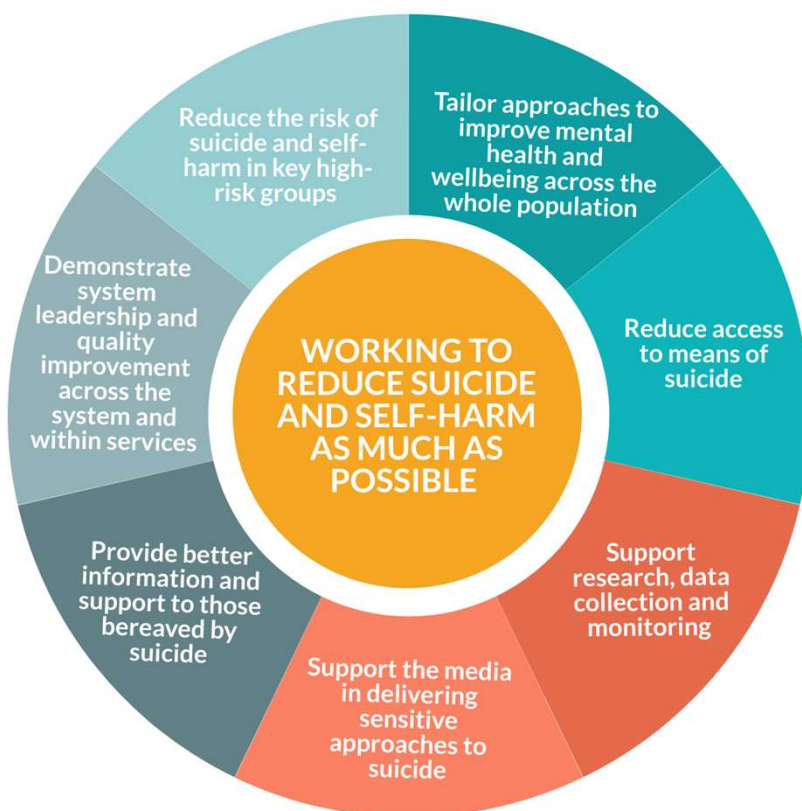 Reduce the risk of
suicide and self-
harm in key high-
risk groups
Tailor approaches to
improve mental
health and
wellbeing across the
whole population
Demonstrate
system
leadership and
quality
improvement
across the
system and
within services
WORKING TO
REDUCE SUICIDE
AND SELF-HARM
AS MUCH AS
POSSIBLE
Reduce access
to means of
suicide
Provide better
information and
support to those
bereaved by
suicide
Support
research, data
collection and
monitoring
Support the media
in delivering
sensitive
approaches to
suicide